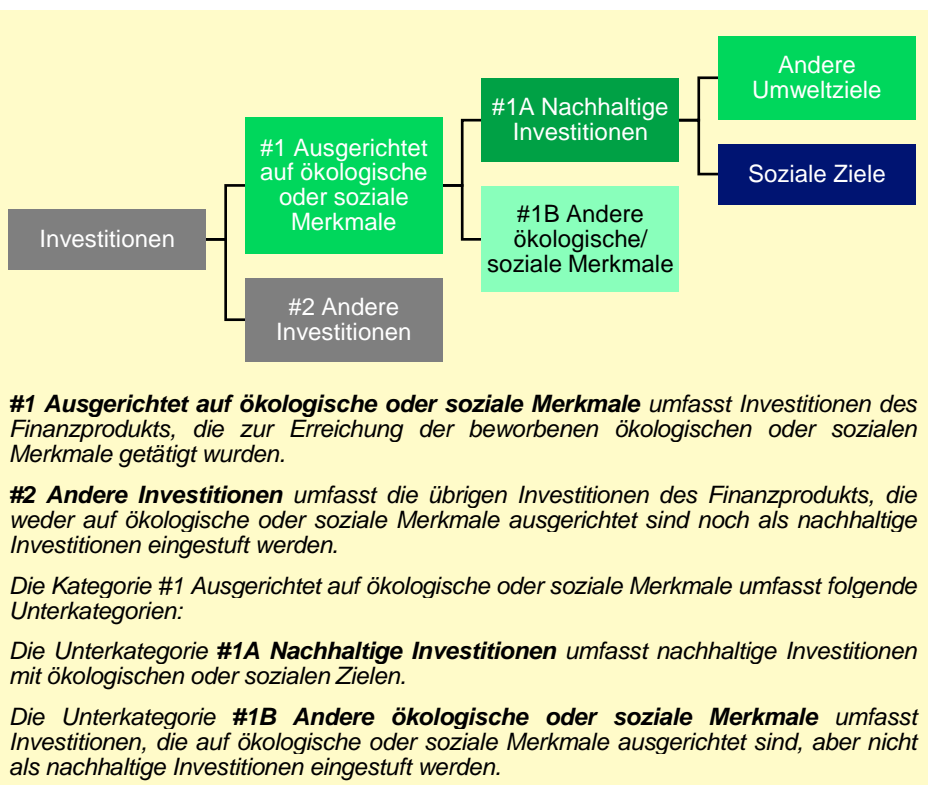 Andere
Umweltziele
#1A Nachhaltige
Investitionen
#1 Ausgerichtet
auf ökologische
oder soziale
Merkmale
Soziale Ziele
#1B Andere
ökologische/
soziale Merkmale
Investitionen
#2 Andere
Investitionen
#1 Ausgerichtet auf ökologische oder soziale Merkmale umfasst Investitionen des
Finanzprodukts, die zur Erreichung der beworbenen ökologischen oder sozialen
Merkmale getätigt wurden.
#2 Andere Investitionen umfasst die übrigen Investitionen des Finanzprodukts, die
weder auf ökologische oder soziale Merkmale ausgerichtet sind noch als nachhaltige
Investitionen eingestuft werden.
Die Kategorie #1 Ausgerichtet auf ökologische oder soziale Merkmale umfasst folgende
Unterkategorien:
Die Unterkategorie #1A Nachhaltige Investitionen umfasst nachhaltige Investitionen
mit ökologischen oder sozialen Zielen.
Die Unterkategorie #1B Andere ökologische oder soziale Merkmale umfasst
Investitionen, die auf ökologische oder soziale Merkmale ausgerichtet sind, aber nicht
als nachhaltige Investitionen eingestuft werden.